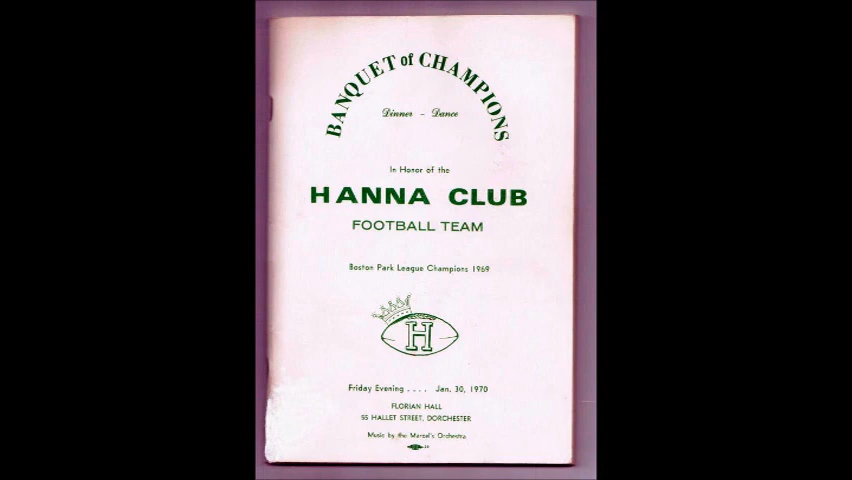 BANQUET of CHAMPIONS
Dinner - Dance
In Honor of the
HANNA CLUB
FOOTBALL TEAM
Boston Park League Champions 1969
H
Friday Evening . . . . Jan. 30, 1970
FLORIAN HALL
55 HALLET STREET, DORCHESTER
Music by the Marcel's Orchestra